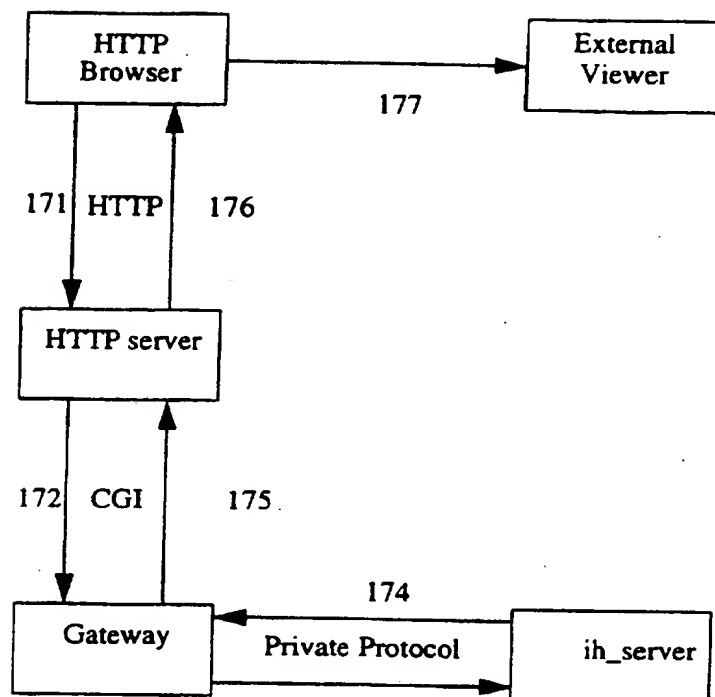 HTTP
Browser
External
Viewer
177
171 HTTP 176
HTTP server
172 CGI 175
174
Gateway
Private Protocol
ih_server